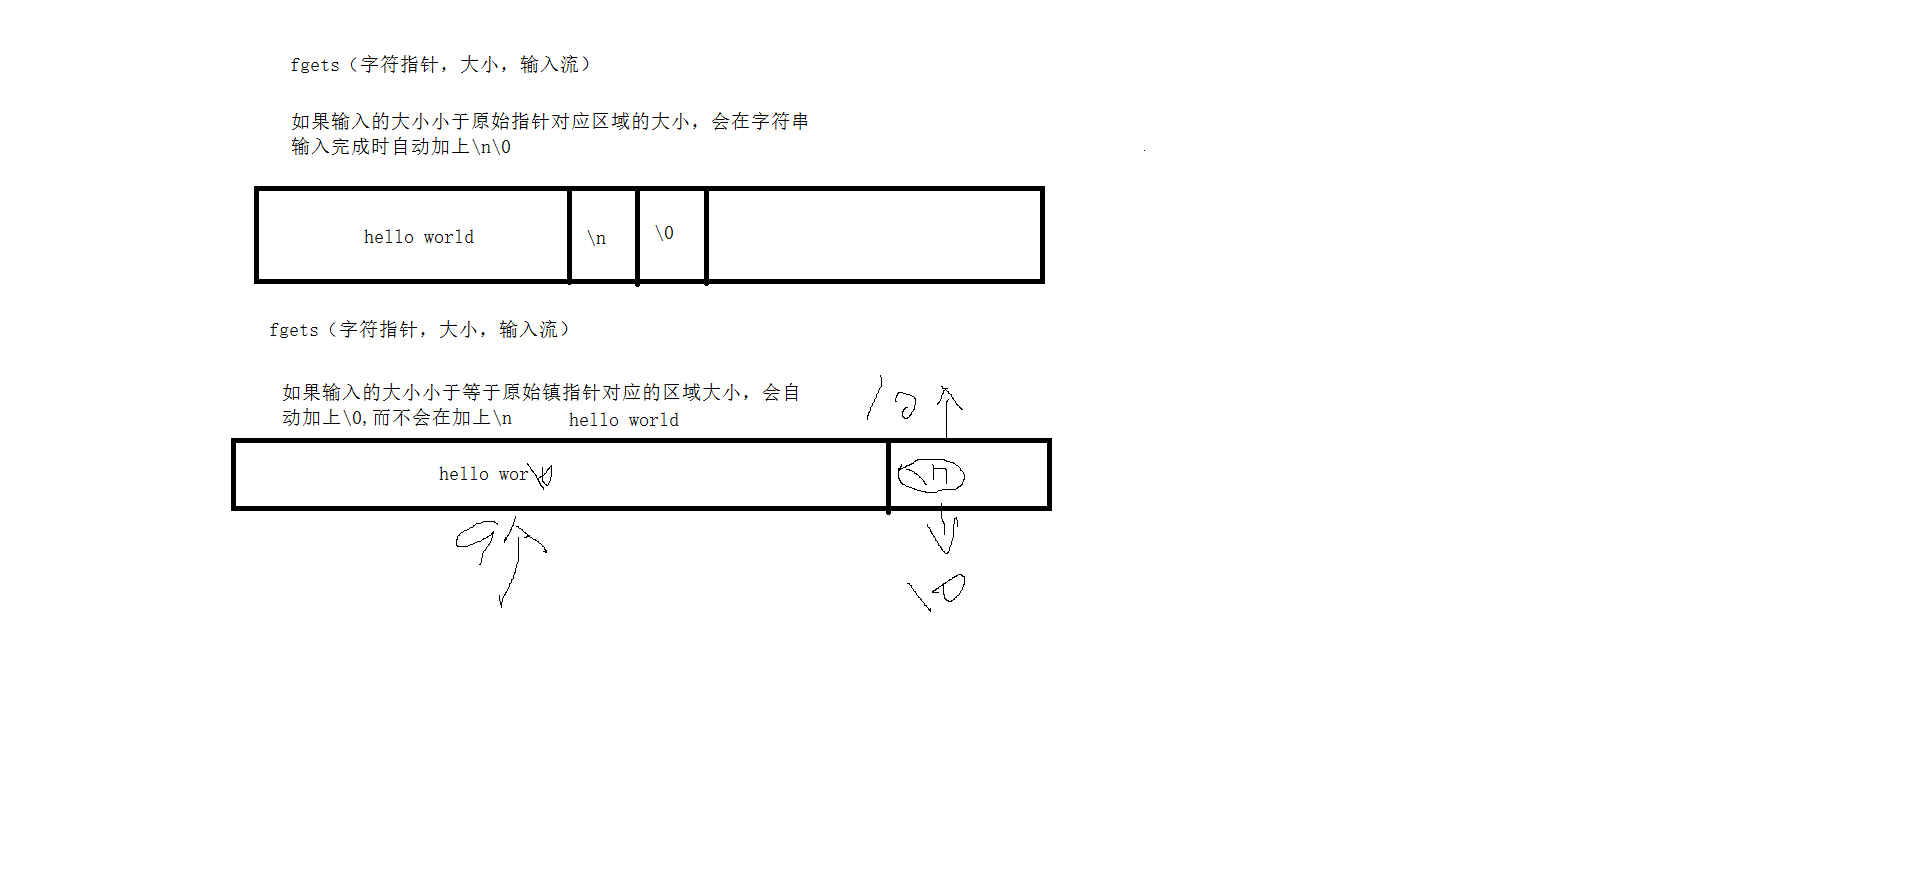 fgets（字符指针，大小，输入流）
如果输入的大小小于原始指针对应区域的大小，会在字符串
输入完成时自动加上\n\0
hello world \n \0
fgets（字符指针，大小，输入流）
如果输入的大小小于等于原始镇指针对应的区域大小，会自
动加上\0,而不会在加上\n hello world
10
hello wor \n
9
\0